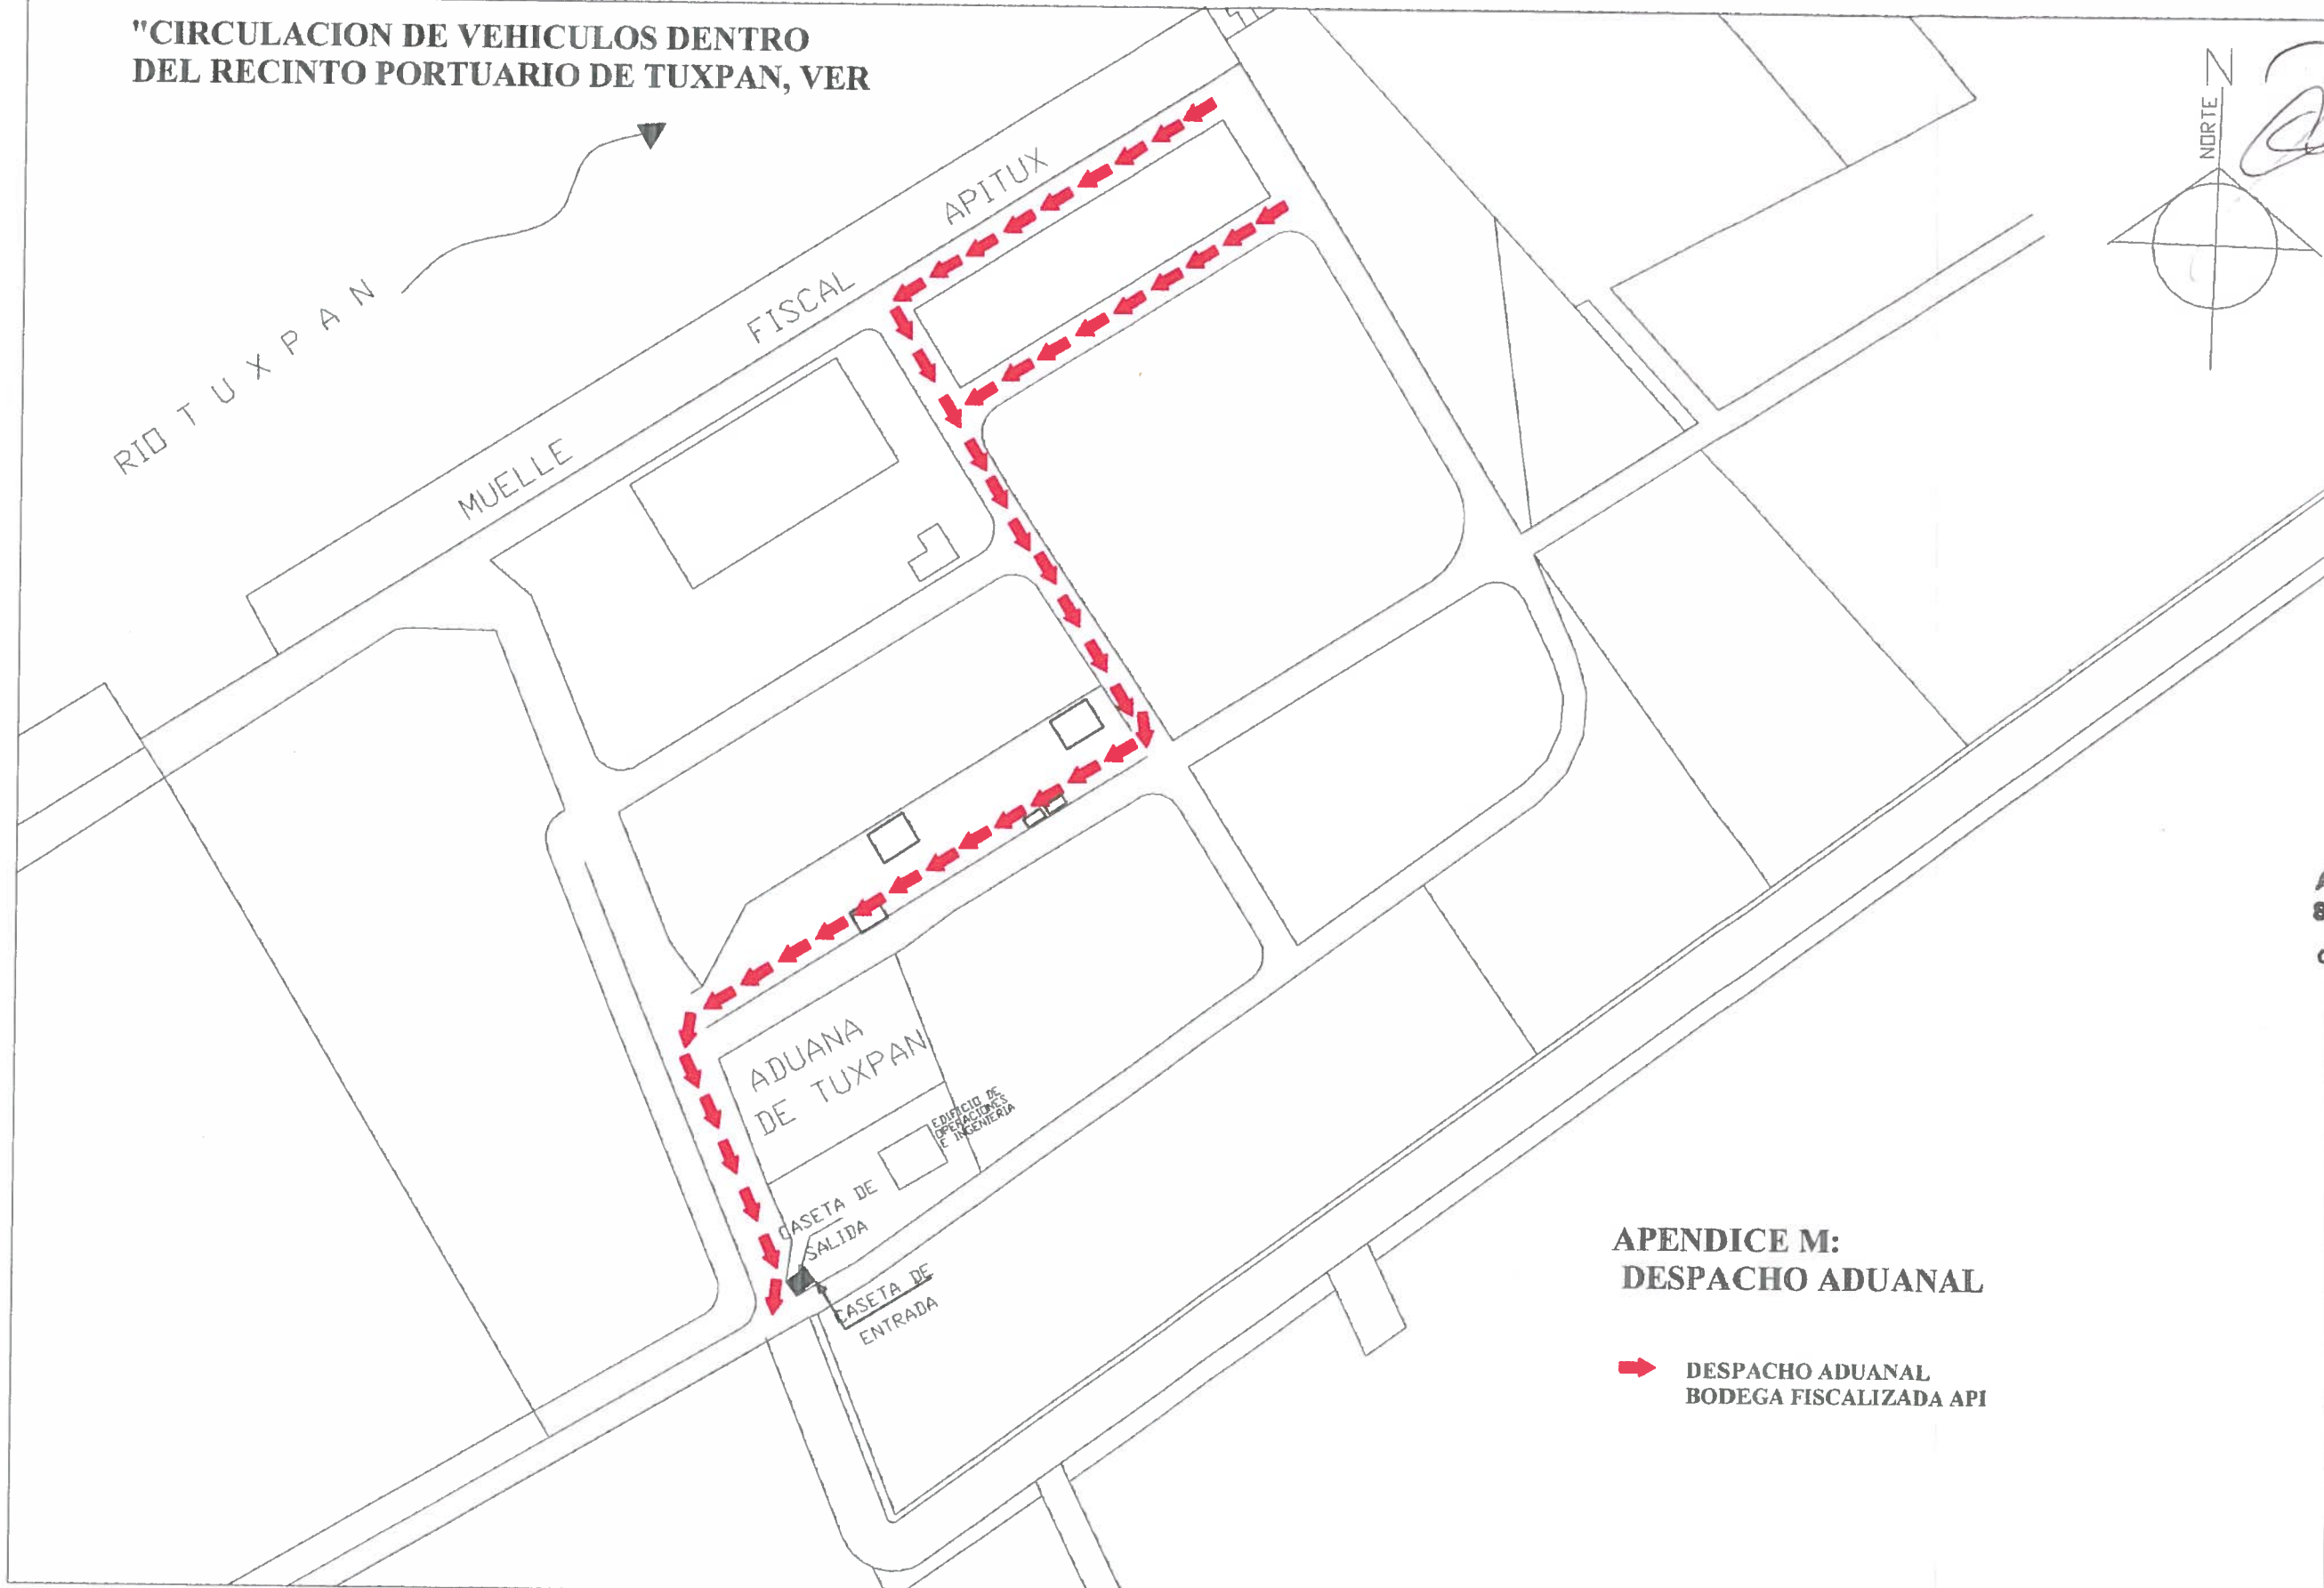 "CIRCULACION DE VEHICULOS DENTRO
DEL RECINTO PORTUARIO DE TUXPAN, VER
N
NORTE
RIO TUXPAN
MUELLE FISCAL APITUX
ADUANA
DE TUXPAN
EDIFICIO DE
OPERACIONES
E INGENIERIA
CASETA DE
SALIDA
CASETA DE
ENTRADA
APENDICE M:
DESPACHO ADUANAL
DESPACHO ADUANAL
BODEGA FISCALIZADA API